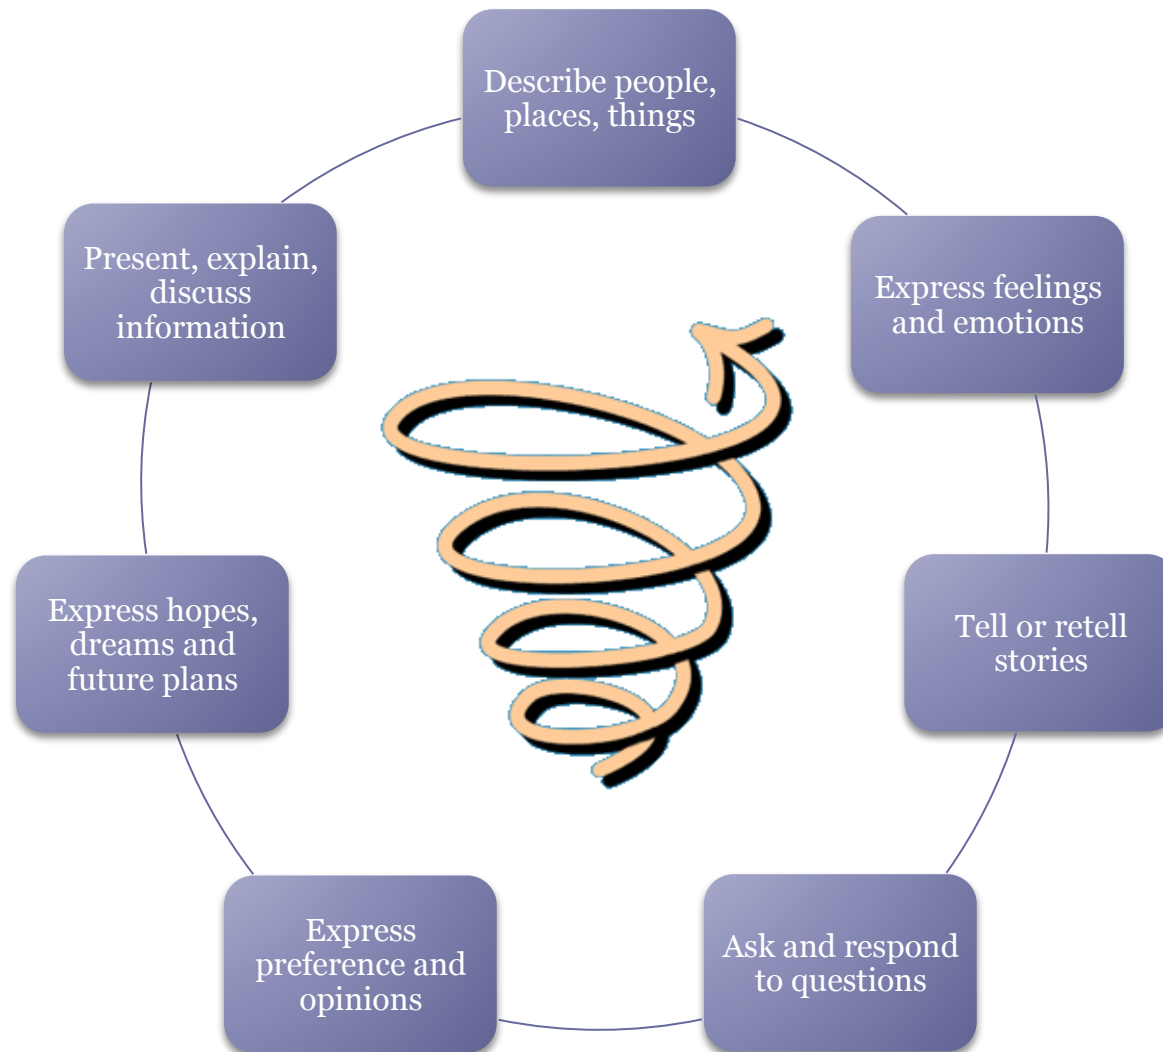 Describe people,
places, things
Express feelings
and emotions
Tell or retell
stories
Ask and respond
to questions
Express
preference and
opinions
Express hopes,
dreams and
future plans
Present, explain,
discuss
information